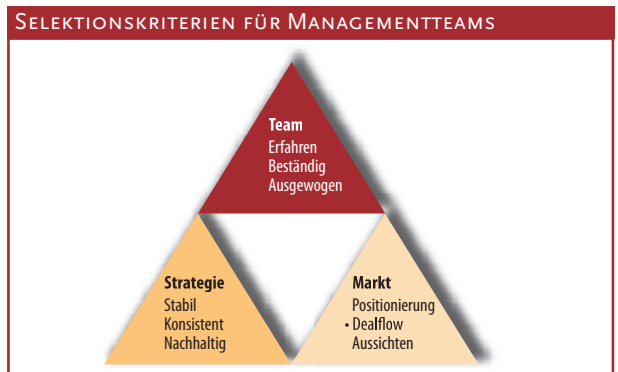 Selektionskriterien für Managementteams
Team
Erfahren
Beständig
Ausgewogen
Strategie
Stabil
Konsistent
Nachhaltig
Markt
Positionierung
• Dealflow
Aussichten